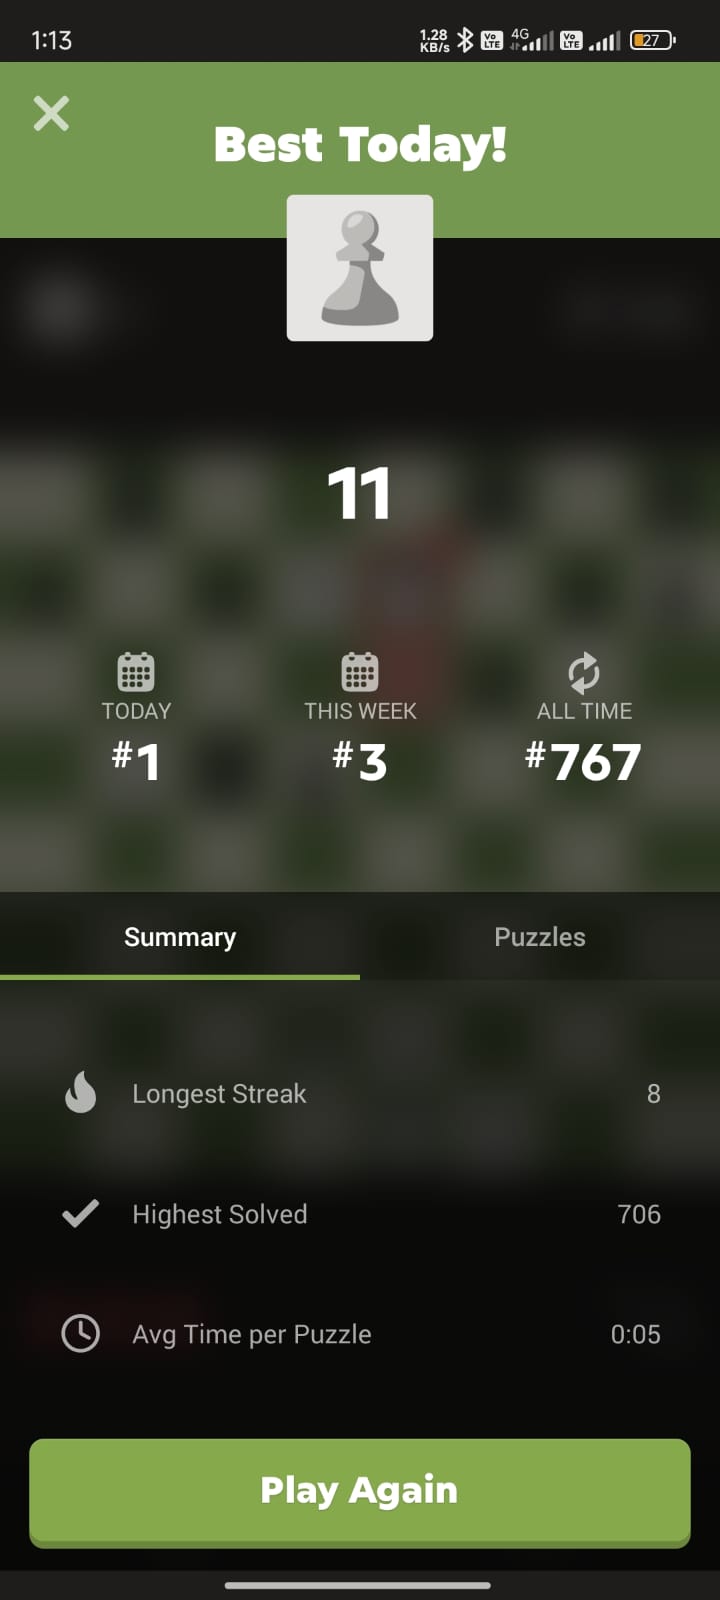 1:13
1.28 KB/s
Vo LTE
4G
Vo LTE
27
Best Today!
11
TODAY
#1
THIS WEEK
#3
ALL TIME
#767
Summary
Puzzles
Longest Streak 8
Highest Solved 706
Avg Time per Puzzle 0:05
Play Again